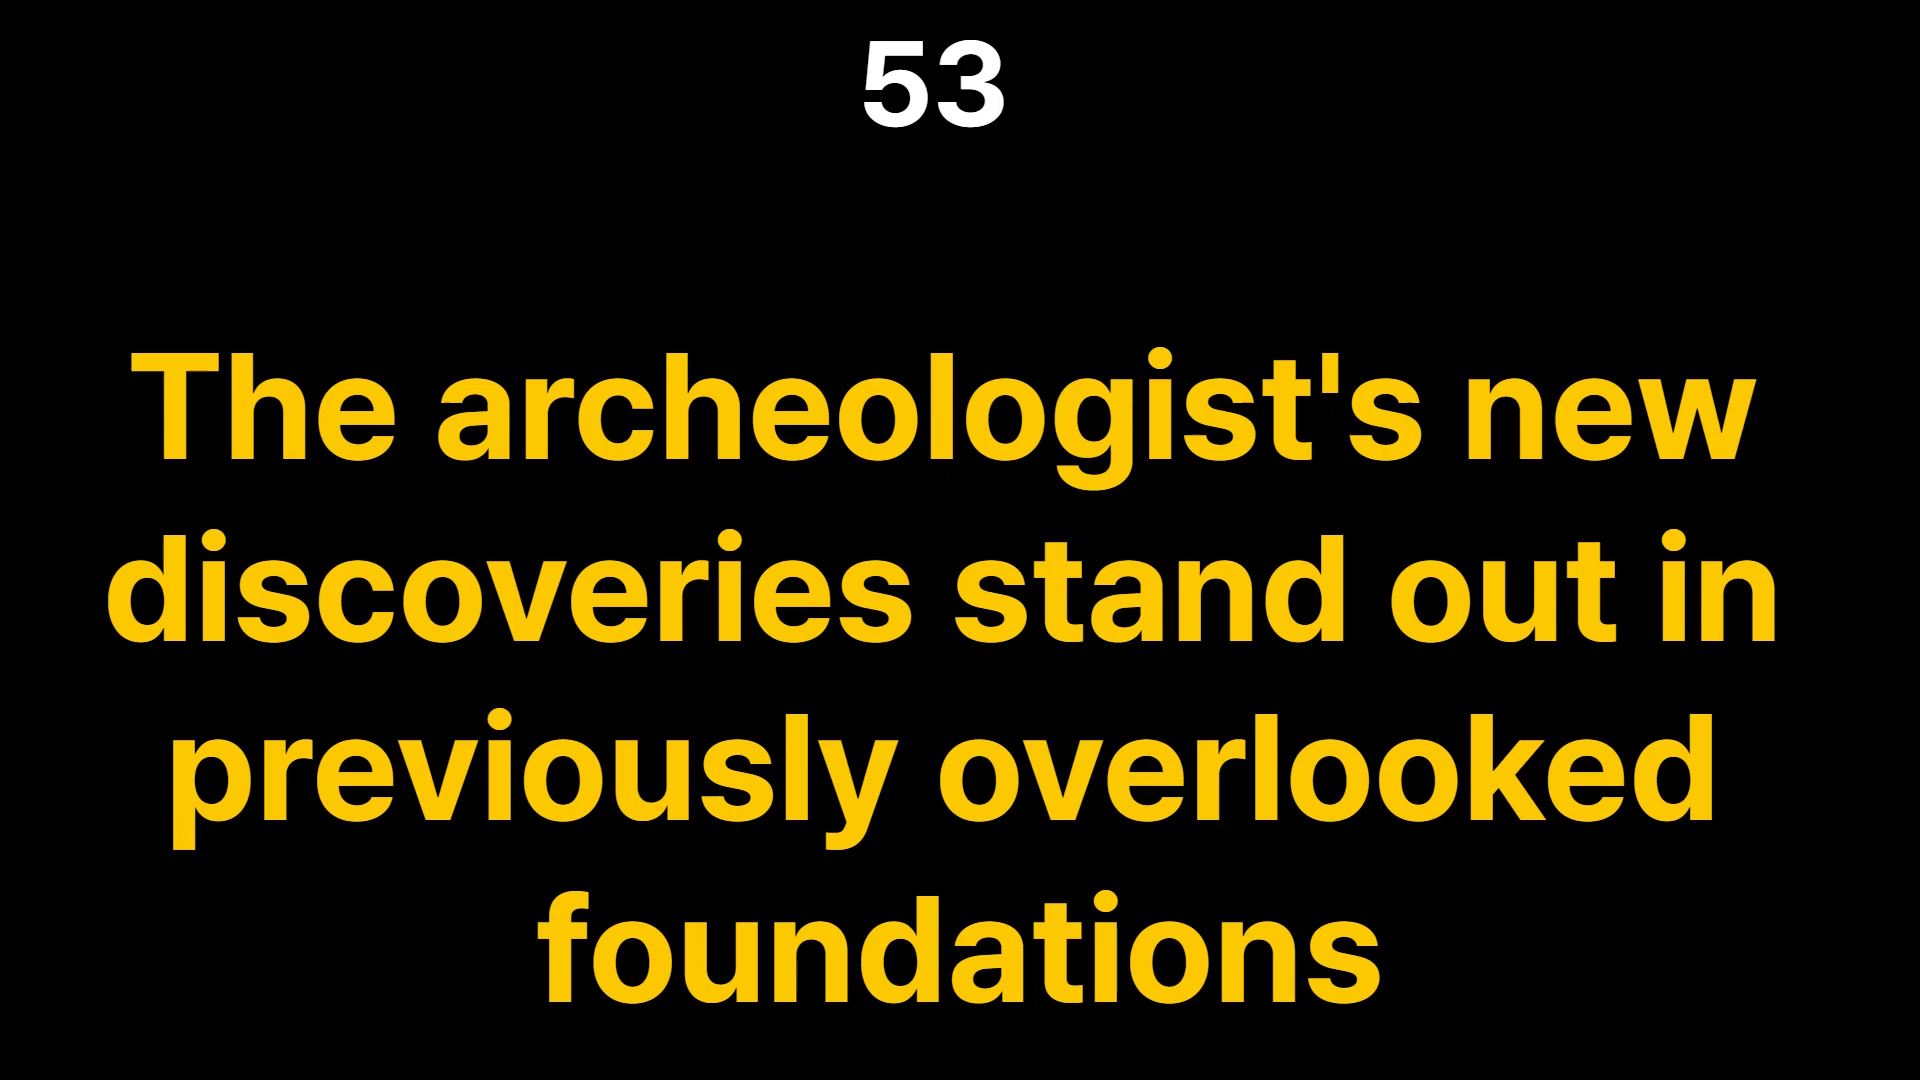 53
The archeologist's new
discoveries stand out in
previously overlooked
foundations